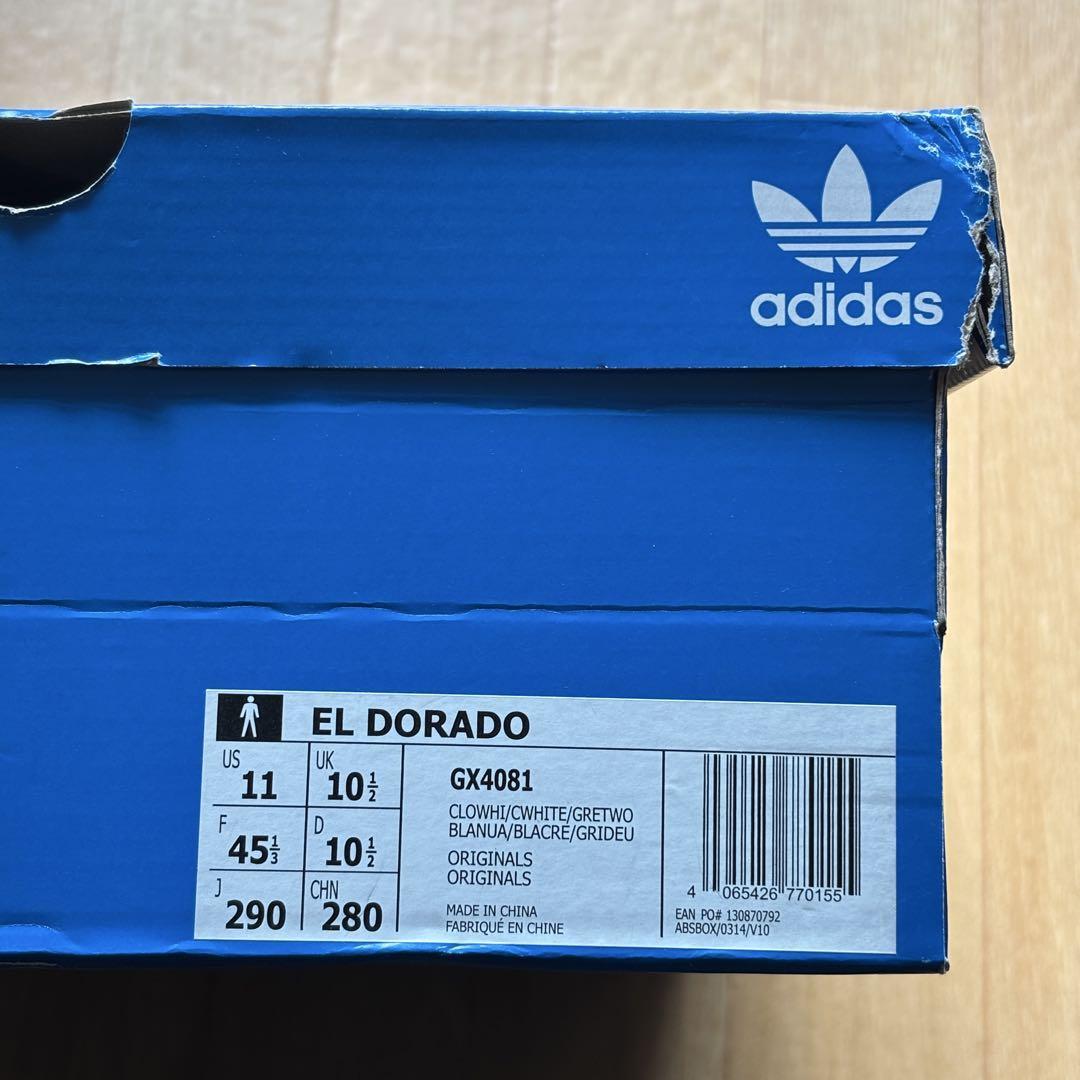 adidas
EL DORADO
US
11
UK
10 1/2
F
45 1/3
D
10 1/2
J
290
CHN
280
GX4081
CLOWHI/CWHITE/GRETWO
BLANUA/BLACRE/GRIDEU
ORIGINALS
ORIGINALS
MADE IN CHINA
FABRIQUÉ EN CHINE
4 065426 770155
EAN PO# 130870792
ABSBOX/0314/V10